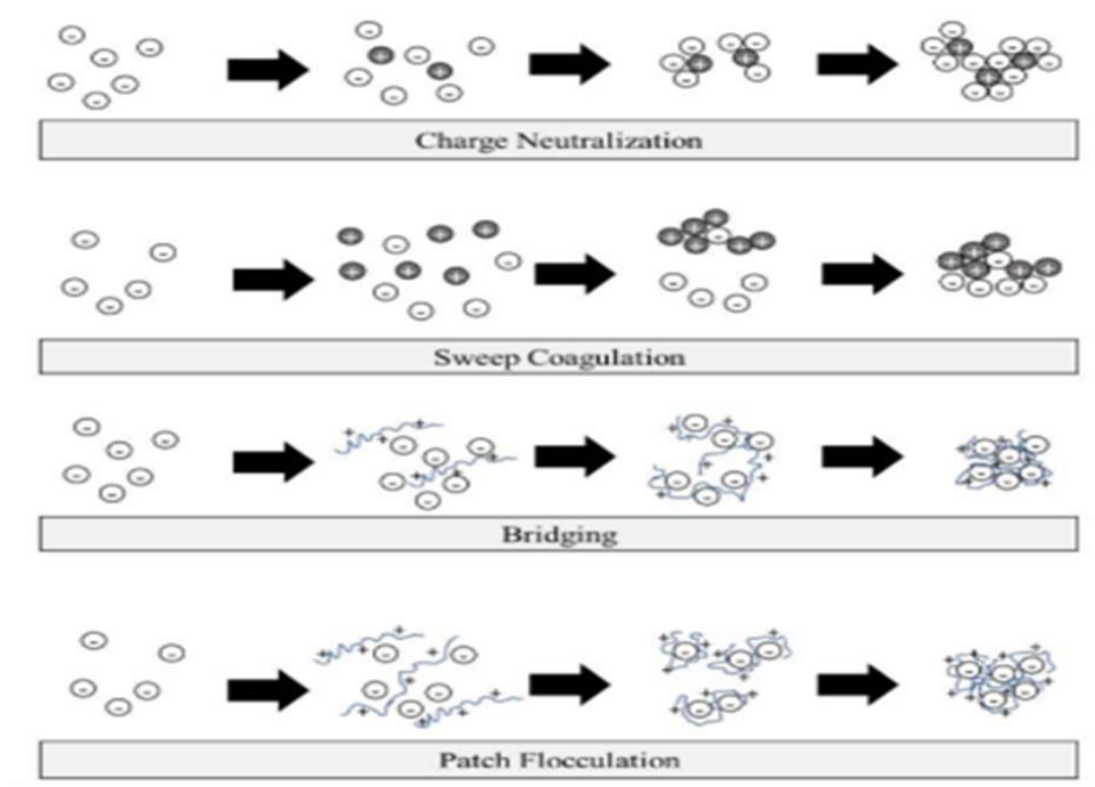 Charge Neutralization
Sweep Coagulation
Bridging
Patch Flocculation